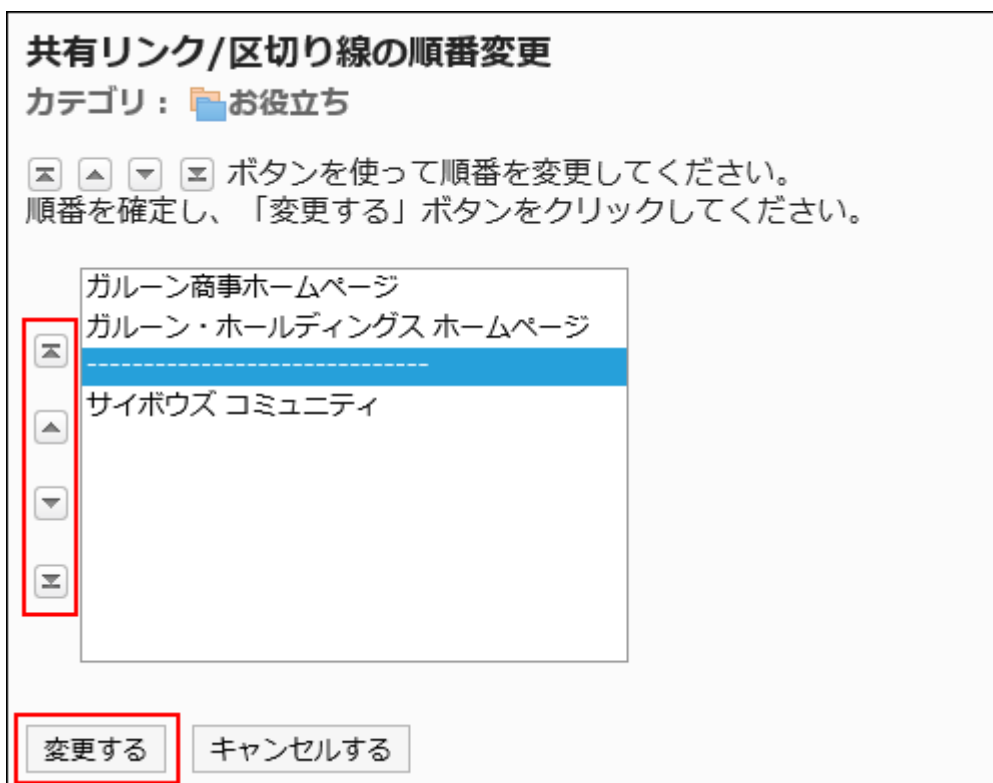 共有リンク/区切り線の順番変更
カテゴリ： お役立ち
ボタンを使って順番を変更してください。
順番を確定し、「変更する」ボタンをクリックしてください。
ガルーン商事ホームページ
ガルーン・ホールディングス ホームページ
------------------------------
サイボウズ コミュニティ
変更する
キャンセルする